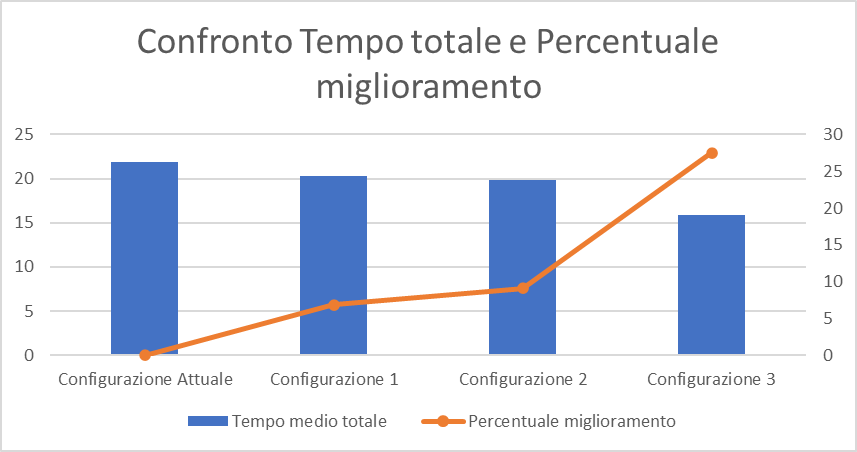 Confronto Tempo totale e Percentuale
miglioramento
25
20
15
10
5
0
30
25
20
15
10
5
0
Configurazione Attuale
Configurazione 1
Configurazione 2
Configurazione 3
Tempo medio totale
Percentuale miglioramento